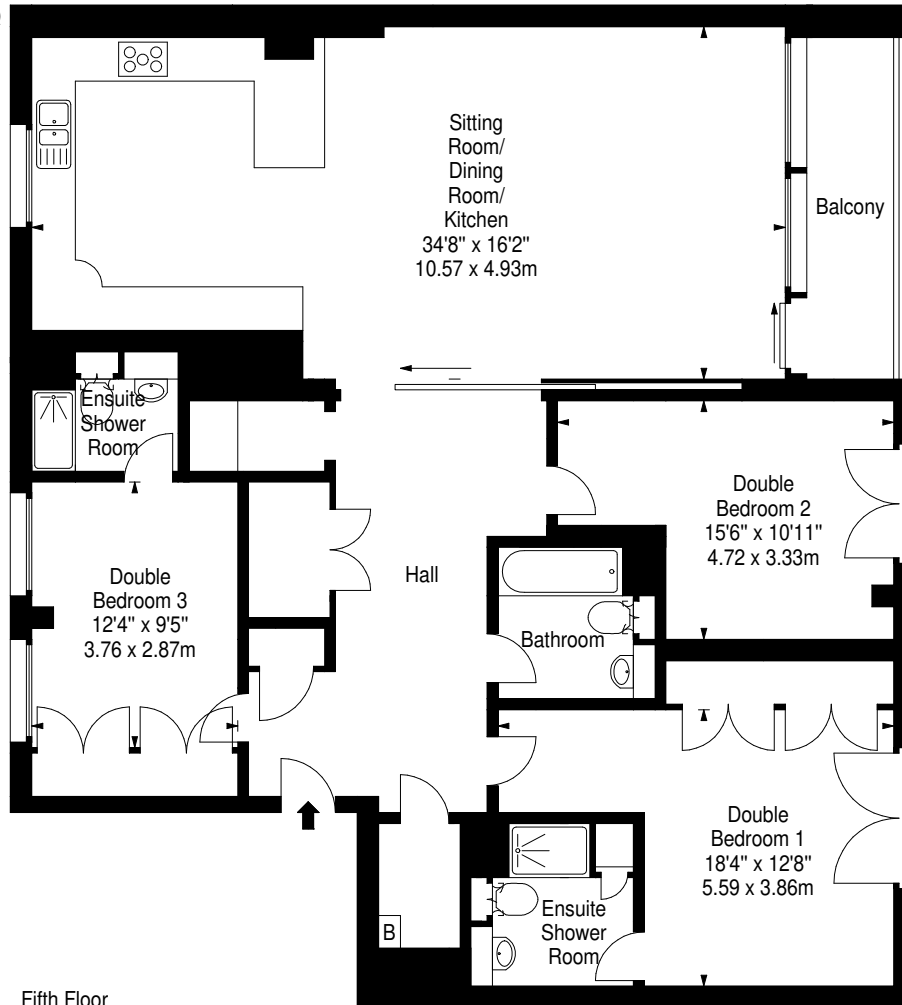 Sitting
Room/
Dining
Room/
Kitchen
34'8" x 16'2"
10.57 x 4.93m
Balcony
Ensuite
Shower
Room
Double
Bedroom 2
15'6" x 10'11"
4.72 x 3.33m
Hall
Double
Bedroom 3
12'4" x 9'5"
3.76 x 2.87m
Bathroom
Double
Bedroom 1
18'4" x 12'8"
5.59 x 3.86m
Ensuite
Shower
Room
B
Fifth Floor